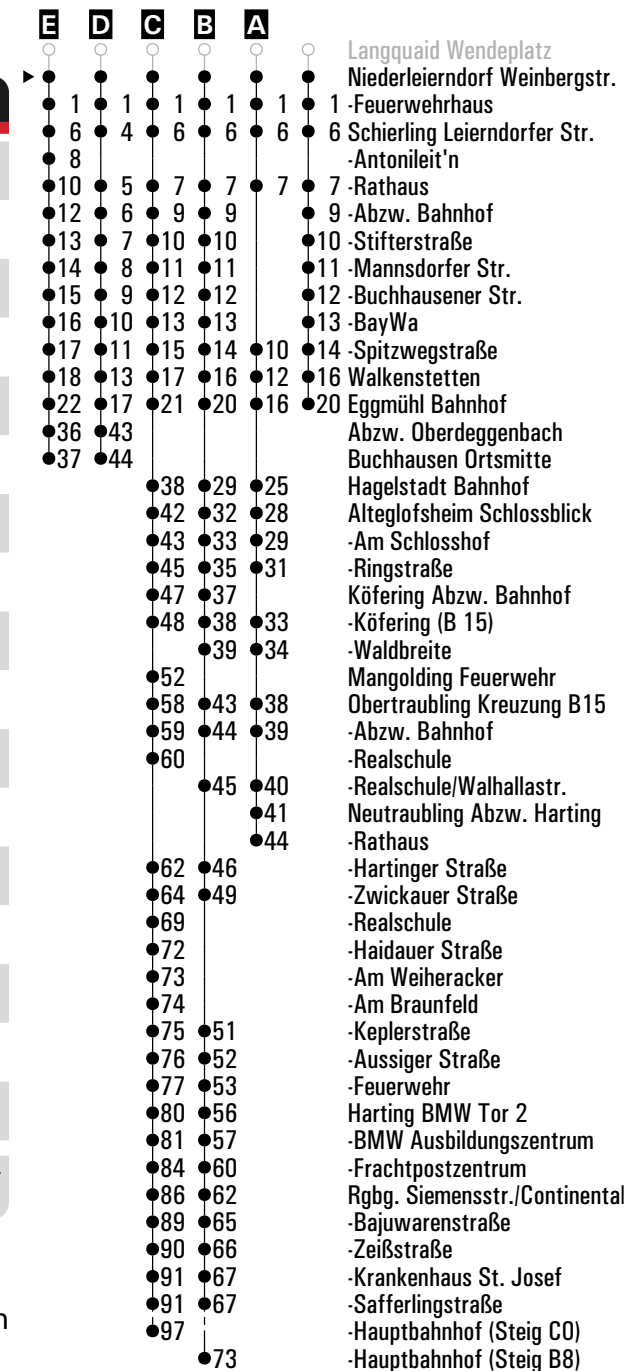 E D C B A
Langquaid Wendeplatz
Niederleierndorf Weinbergstr.
1 1 1 1 1 1 -Feuerwehrhaus
6 4 6 6 6 6 Schierling Leierndorfer Str.
8 -Antonileit'n
10 5 7 7 7 7 -Rathaus
12 6 9 9 9 -Abzw. Bahnhof
13 7 10 10 10 -Stifterstraße
14 8 11 11 11 -Mannsdorfer Str.
15 9 12 12 12 -Buchhausener Str.
16 10 13 13 13 -BayWa
17 11 15 14 10 14 -Spitzwegstraße
18 13 17 16 12 16 Walkenstetten
22 17 21 20 16 20 Eggmühl Bahnhof
36 43 Abzw. Oberdeggenbach
37 44 Buchhausen Ortsmitte
38 29 25 Hagelstadt Bahnhof
42 32 28 Alteglofsheim Schlossblick
43 33 29 -Am Schlosshof
45 35 31 -Ringstraße
47 37 Köfering Abzw. Bahnhof
48 38 33 -Köfering (B 15)
39 34 -Waldbreite
52 Mangolding Feuerwehr
58 43 38 Obertraubling Kreuzung B15
59 44 39 -Abzw. Bahnhof
60 -Realschule
45 40 -Realschule/Walhallastr.
41 Neutraubling Abzw. Harting
44 -Rathaus
62 46 -Hartinger Straße
64 49 -Zwickauer Straße
69 -Realschule
72 -Haidauer Straße
73 -Am Weiheracker
74 -Am Braunfeld
75 51 -Keplerstraße
76 52 -Aussiger Straße
77 53 -Feuerwehr
80 56 Harting BMW Tor 2
81 57 -BMW Ausbildungszentrum
84 60 -Frachtpostzentrum
86 62 Rgbg. Siemensstr./Continental
89 65 -Bajuwarenstraße
90 66 -Zeißstraße
91 67 -Krankenhaus St. Josef
91 67 -Safferlingstraße
97 -Hauptbahnhof (Steig C0)
73 -Hauptbahnhof (Steig B8)